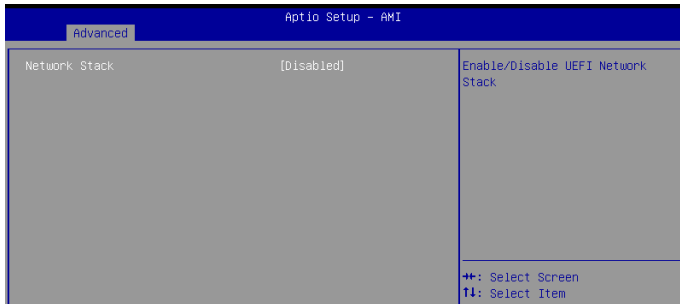 Aptio Setup – AMI
Advanced
Network Stack [Disabled]
Enable/Disable UEFI Network
Stack
→←: Select Screen
↑↓: Select Item